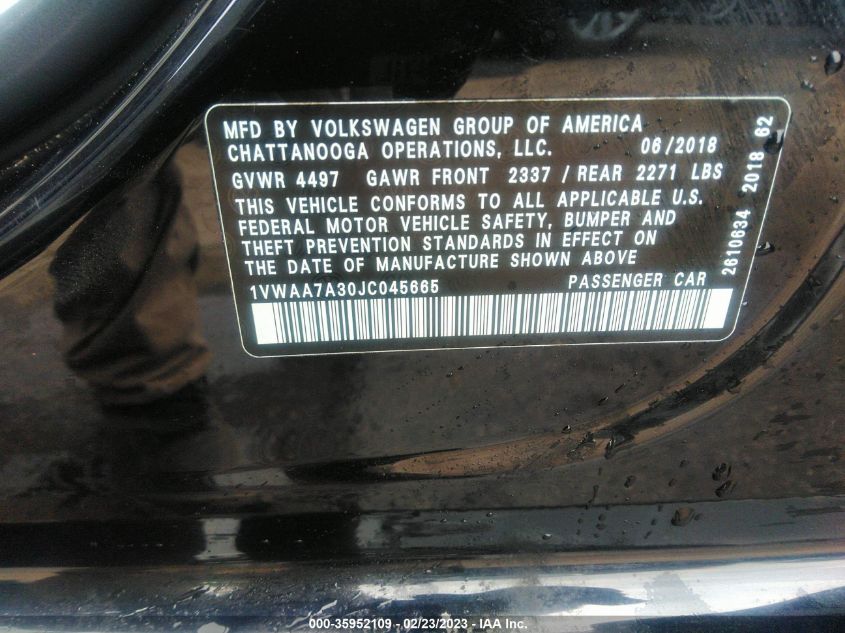 MFD BY VOLKSWAGEN GROUP OF AMERICA
CHATTANOOGA OPERATIONS, LLC. 06/2018
GVWR 4497 GAWR FRONT 2337 / REAR 2271 LBS
THIS VEHICLE CONFORMS TO ALL APPLICABLE U.S.
FEDERAL MOTOR VEHICLE SAFETY, BUMPER AND
THEFT PREVENTION STANDARDS IN EFFECT ON
THE DATE OF MANUFACTURE SHOWN ABOVE
1VWAA7A30JC045665 PASSENGER CAR
2610634 2018 62
000-35952109 - 02/23/2023 - IAA Inc.